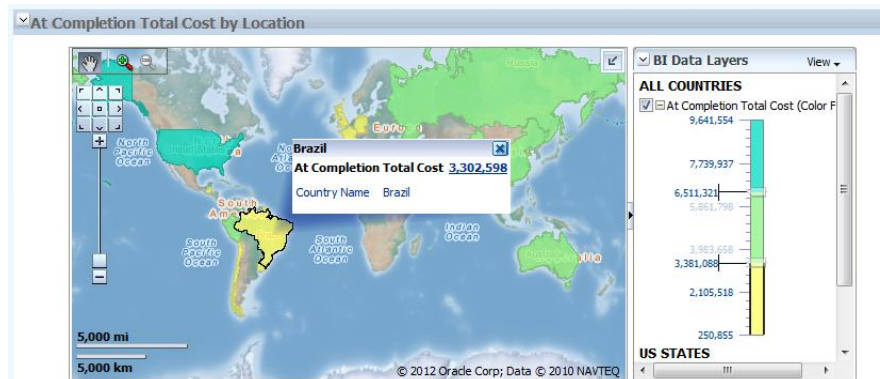 At Completion Total Cost by Location
BI Data Layers
View
ALL COUNTRIES
At Completion Total Cost (Color F
9,641,554
7,739,937
6,511,321
5,861,798
3,983,658
3,381,088
2,105,518
250,855
US STATES
Russia
Europe
North
Pacific
Ocean
Brazil
At Completion Total Cost 3,302,598
Country Name Brazil
South
America
South
Pacific
Ocean
South
Atlantic
Ocean
Indian
Ocean
Australia
5,000 mi
5,000 km
© 2012 Oracle Corp; Data © 2010 NAVTEQ